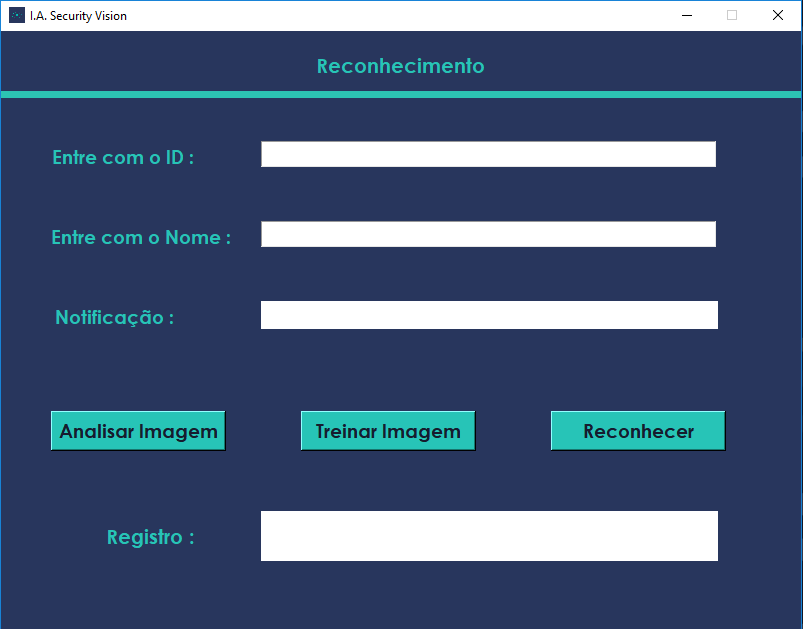 I.A. Security Vision
Reconhecimento
Entre com o ID :
Entre com o Nome :
Notificação :
Analisar Imagem
Treinar Imagem
Reconhecer
Registro :